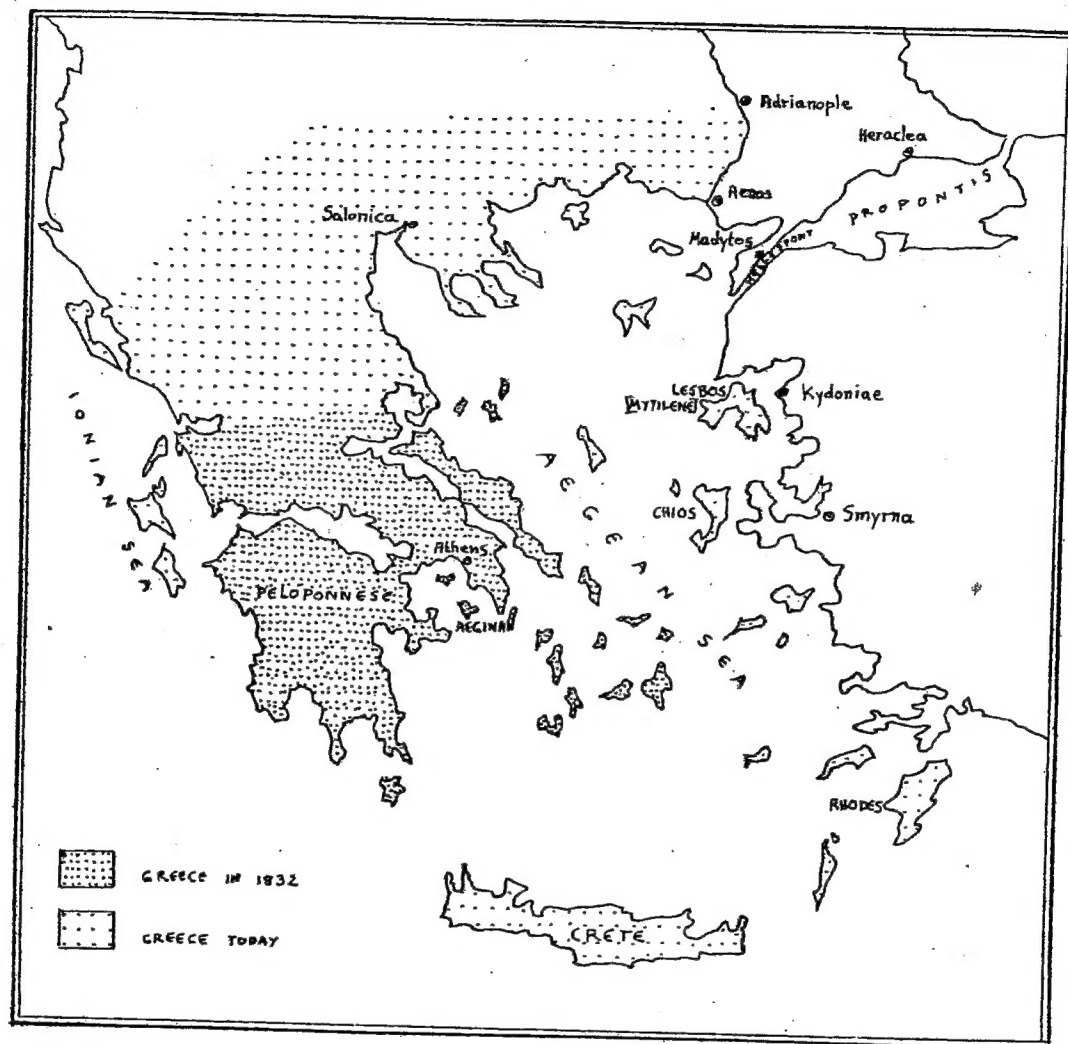 Adrianople
Heraclea
PROPONTIS
Aenos
Salonica
Madytos
HELLESPONT
LESBOS
[MYTILENE]
Kydoniae
IONIAN SEA
AEGEAN SEA
CHIOS
Smyrna
Athens
PELOPONNESE
AEGINA
RHODES
GREECE IN 1832
CRETE
GREECE TODAY